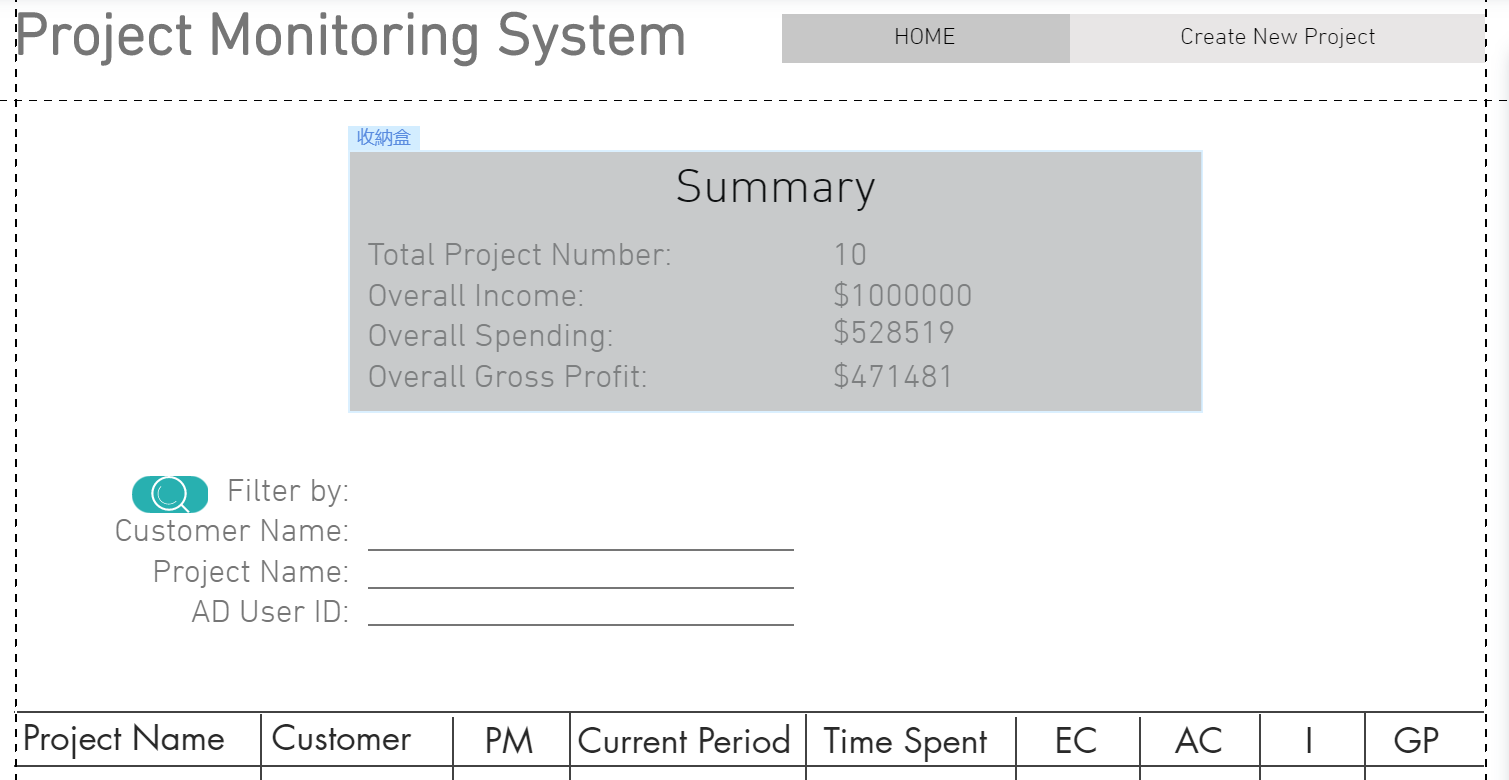 Project Monitoring System
HOME
Create New Project
收納盒
Summary
Total Project Number: 10
Overall Income: $1000000
Overall Spending: $528519
Overall Gross Profit: $471481
Filter by:
Customer Name:
Project Name:
AD User ID:
Project Name Customer PM Current Period Time Spent EC AC I GP